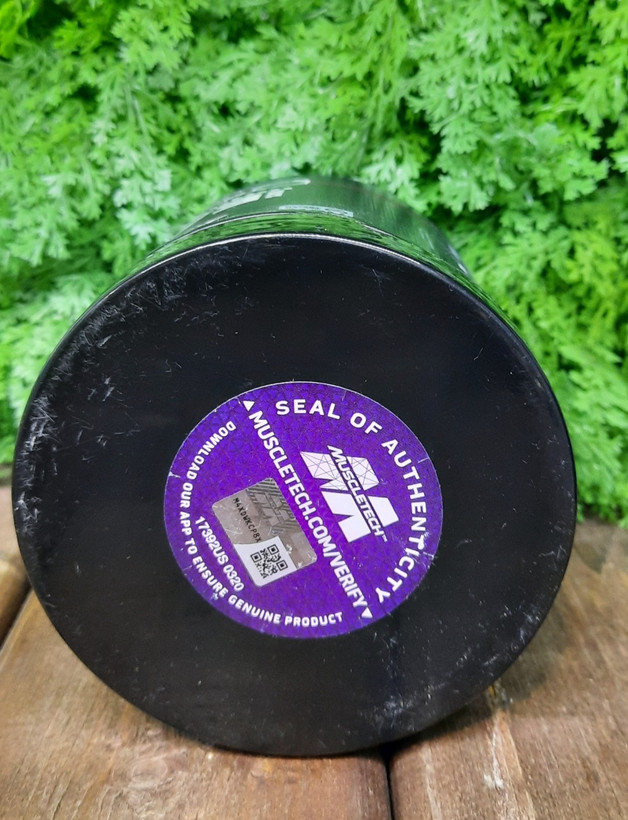 SEAL OF AUTHENTICITY
MUSCLETECH
MUSCLETECH.COM/VERIFY
17392US 0320
DOWNLOAD OUR APP TO ENSURE GENUINE PRODUCT